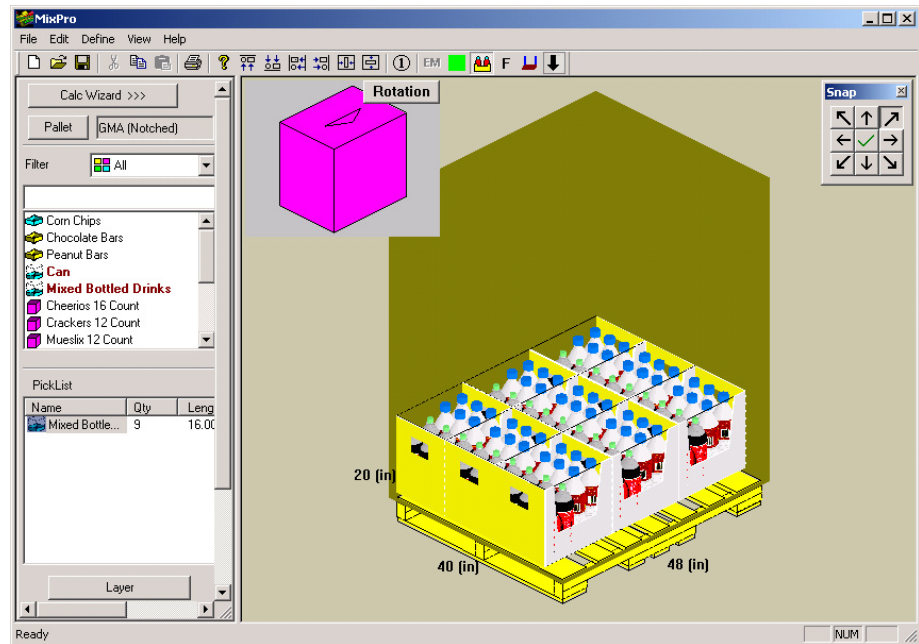 MixPro
File Edit Define View Help
EM F
Calc Wizard >>>
Pallet GMA (Notched)
Filter All
Corn Chips
Chocolate Bars
Peanut Bars
Can
Mixed Bottled Drinks
Cheerios 16 Count
Crackers 12 Count
Mueslix 12 Count
PickList
Name Qty Leng
Mixed Bottle... 9 16.00
Layer
Rotation
Snap
20 (in)
40 (in)
48 (in)
Ready NUM